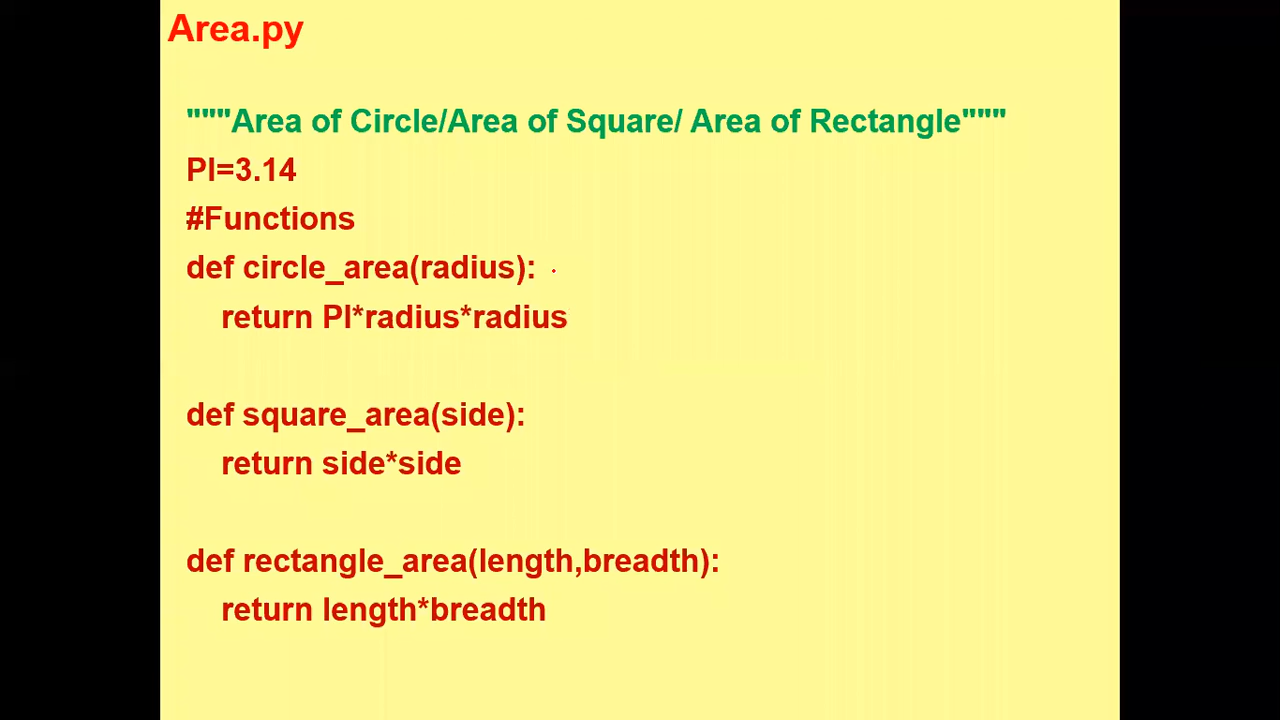 Area.py
"""Area of Circle/Area of Square/ Area of Rectangle"""
PI=3.14
#Functions
def circle_area(radius):
return PI*radius*radius
def square_area(side):
return side*side
def rectangle_area(length,breadth):
return length*breadth